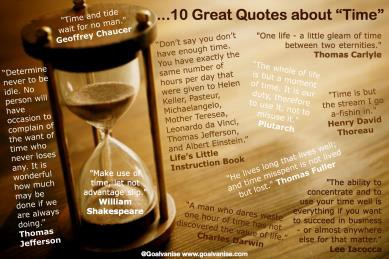 ...10 Great Quotes about “Time”
“Time and tide
wait for no man.”
Geoffrey Chaucer
“Don’t say you don’t
have enough time.
You have exactly the
same number of
hours per day that
were given to Helen
Keller, Pasteur,
Michaelangelo,
Mother Teresea,
Leonardo da Vinci,
Thomas Jefferson,
and Albert Einstein.”
Life’s Little
Instruction Book
“One life - a little gleam of time
between two eternities.”
Thomas Carlyle
“Determine
never to be
idle. No
person will
have
occasion to
complain of
the want of
time who
never loses
any. It is
wonderful
how much
may be
done if we
are always
doing.”
Thomas
Jefferson
“The whole of life
is but a moment
of time. It is our
duty, therefore
to use it, not to
misuse it.”
Plutarch
“Time is but
the stream I go
a-fishin in.”
Henry David
Thoreau
“Make use of
time, let not
advantage slip.”
William
Shakespeare
“He lives long that lives well;
and time misspent is not lived
but lost.” Thomas Fuller
“A man who dares waste
one hour of time has not
discovered the value of life.”
Charles Darwin
“The ability to
concentrate and to
use your time well is
everything if you want
to succeed in business
- or almost anywhere
else for that matter.”
Lee Iacocca
@Goalvanise www.goalvanise.com